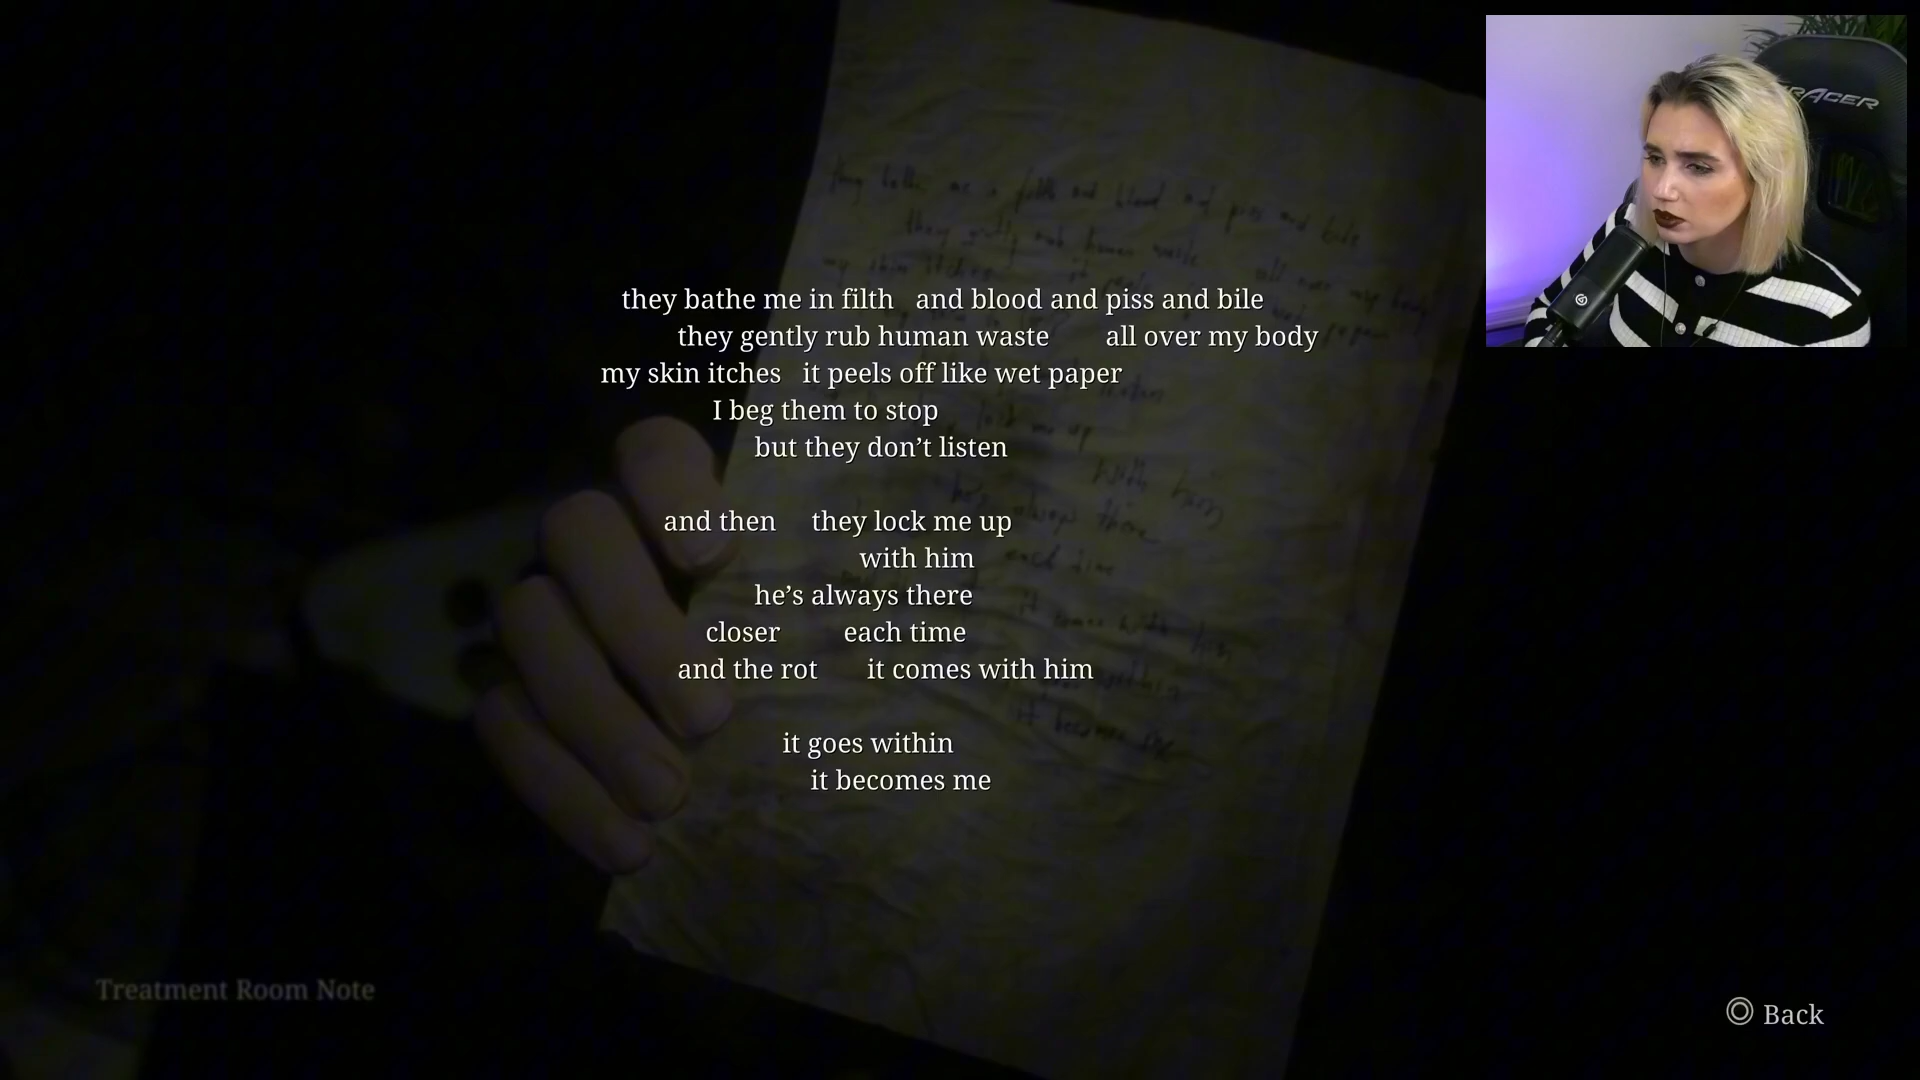 they bathe me in filth and blood and piss and bile
they gently rub human waste all over my body
my skin itches it peels off like wet paper
I beg them to stop
but they don't listen
and then they lock me up
with him
he's always there
closer each time
and the rot it comes with him
it goes within
it becomes me
Treatment Room Note
Back